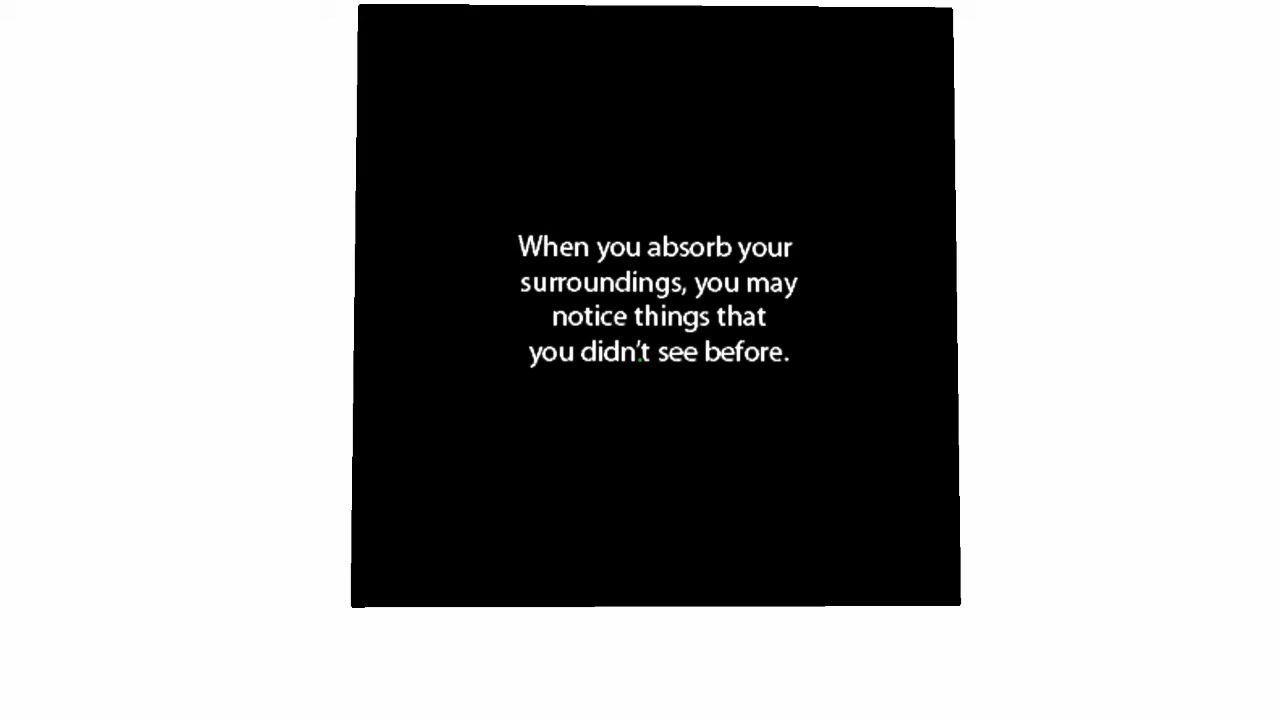 When you absorb your
surroundings, you may
notice things that
you didn't see before.